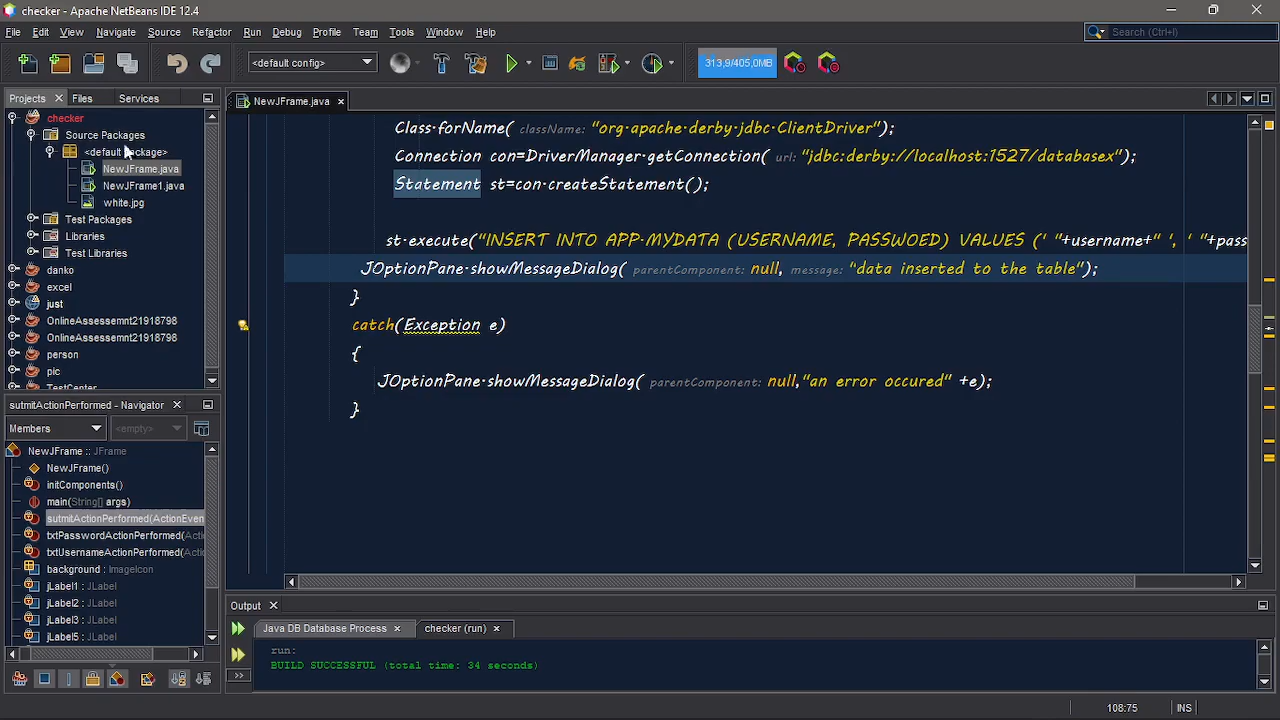 checker - Apache NetBeans IDE 12.4
File Edit View Navigate Source Refactor Run Debug Profile Team Tools Window Help
Search (Ctrl+I)
<default config>
313,9/405,0MB
Projects
Files
Services
NewJFrame.java
checker
Source Packages
<default package>
NewJFrame.java
NewJFrame1.java
white.jpg
Test Packages
Libraries
Test Libraries
danko
excel
just
OnlineAssessemnt21918798
OnlineAssessemnt21918798
person
pic
TestCenter
Class.forName( className: "org.apache.derby.jdbc.ClientDriver");
Connection con=DriverManager.getConnection( url: "jdbc:derby://localhost:1527/databasex");
Statement st=con.createStatement();
st.execute("INSERT INTO APP.MYDATA (USERNAME, PASSWOED) VALUES (' "+username+" ', ' "+pass
JOptionPane.showMessageDialog( parentComponent: null, message: "data inserted to the table");
}
catch(Exception e)
{
JOptionPane.showMessageDialog( parentComponent: null,"an error occured" +e);
}
sutmitActionPerformed - Navigator
Members
<empty>
NewJFrame :: JFrame
NewJFrame()
initComponents()
main(String[] args)
sutmitActionPerformed(ActionEven
txtPasswordActionPerformed(Actio
txtUsernameActionPerformed(Actio
background : ImageIcon
jLabel1 : JLabel
jLabel2 : JLabel
jLabel3 : JLabel
jLabel5 : JLabel
Output
Java DB Database Process
checker (run)
run:
BUILD SUCCESSFUL (total time: 34 seconds)
108:75
INS